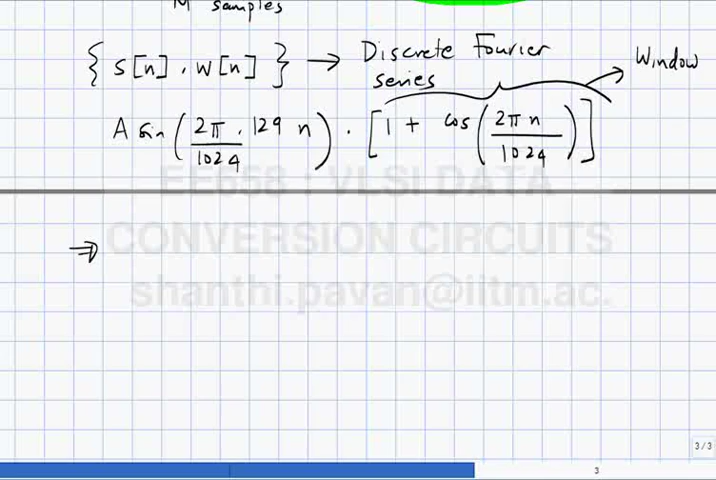 M samples
{ s[n] . w[n] } → Discrete Fourier series
Window
A sin ( 2π/1024 . 129 n ) . [ 1 + cos ( 2πn/1024 ) ]
EE658 : VLSI DATA
CONVERSION CIRCUITS
shanthi.pavan@iitm.ac.
⇒
3/3
3